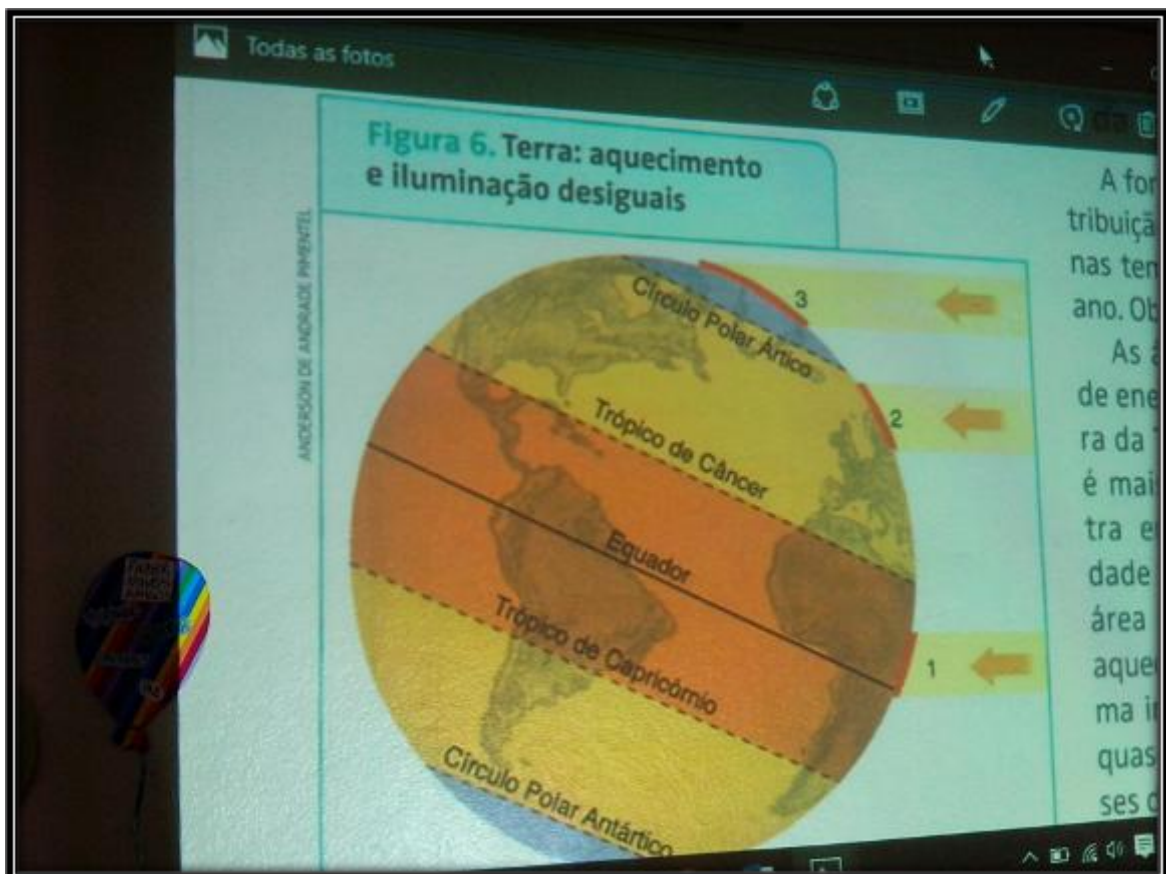 Todas as fotos
Figura 6. Terra: aquecimento
e iluminação desiguais
ANDERSON DE ANDRADE PIMENTEL
Círculo Polar Ártico
3
Trópico de Câncer
2
Equador
1
Trópico de Capricórnio
Círculo Polar Antártico
A for
tribuiçã
nas tem
ano. Ob
As á
de ene
ra da T
é mai
tra e
dade
área
aque
ma i
quas
ses d